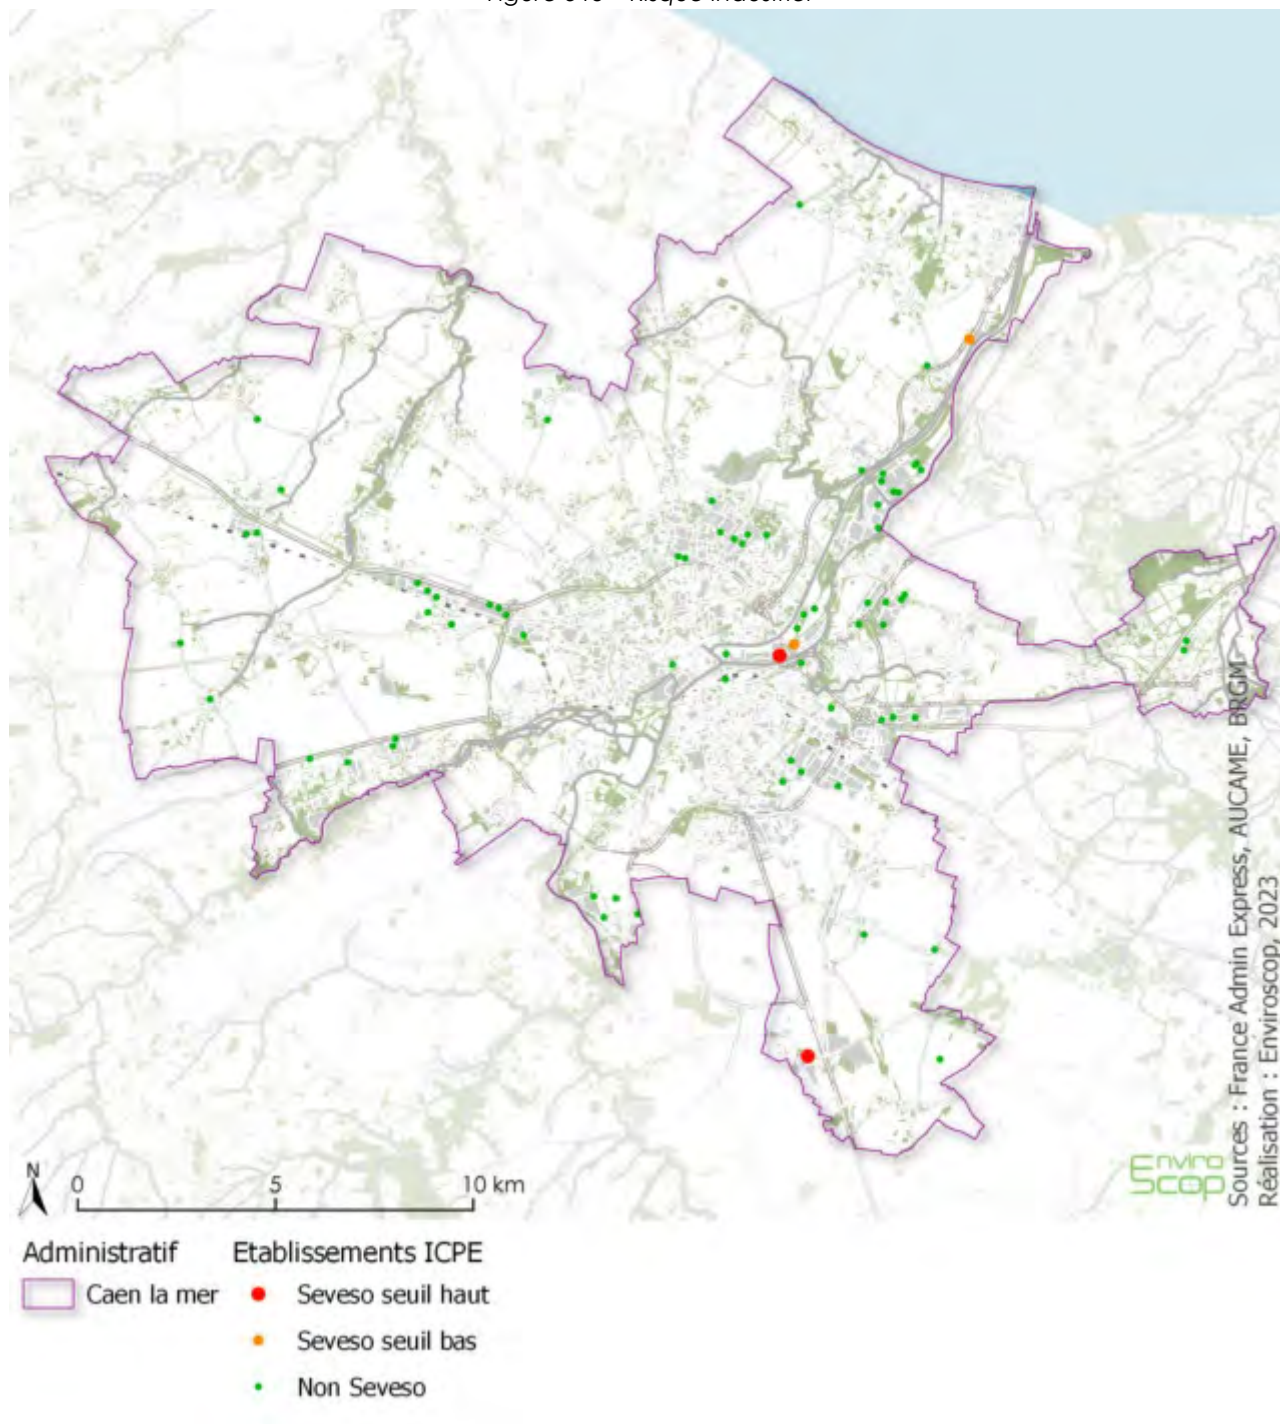 N
0 5 10 km
Sources : France Admin Express, AUCAME, BRGM
Réalisation : Enviroscop, 2023
Enviro
Scop
Administratif
Caen la mer
Etablissements ICPE
Seveso seuil haut
Seveso seuil bas
Non Seveso